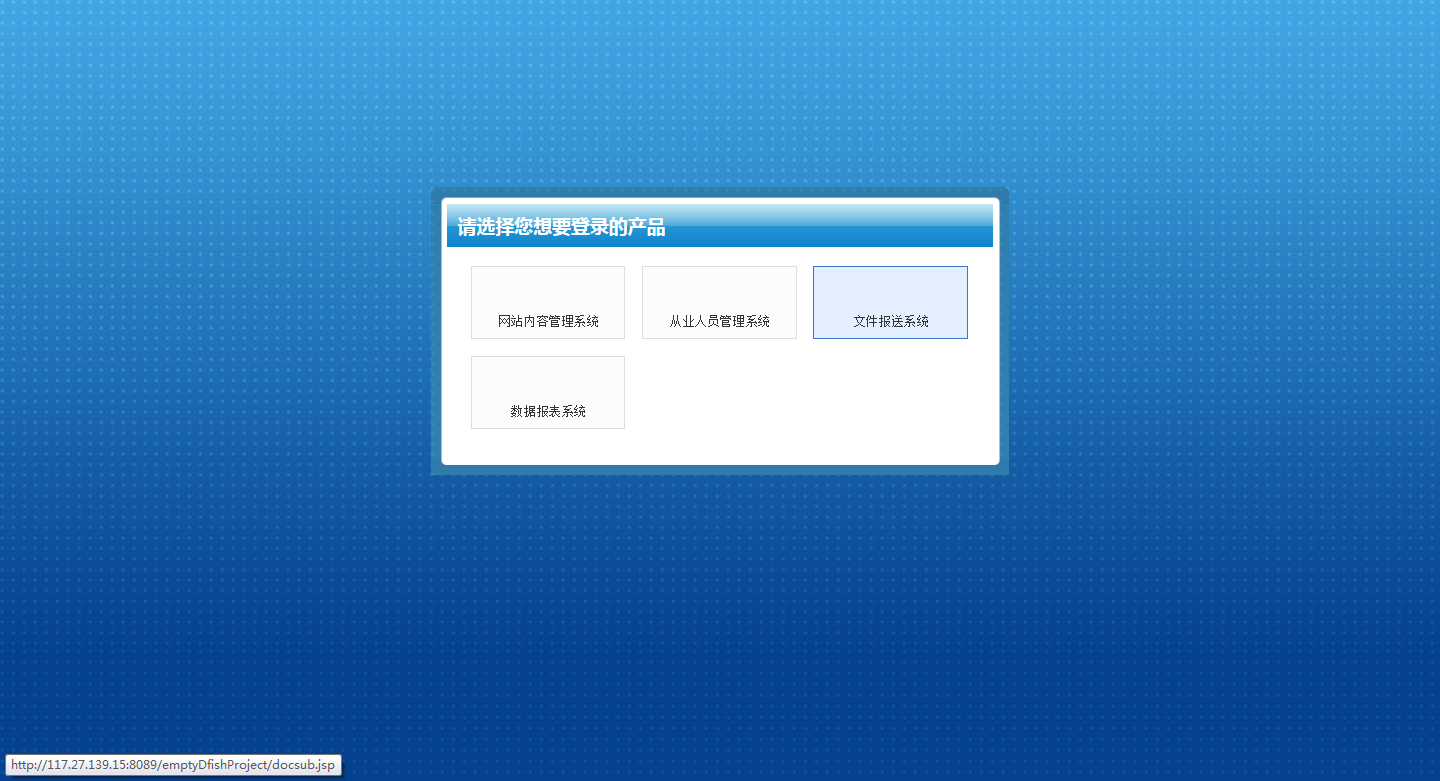 请选择您想要登录的产品
网站内容管理系统
从业人员管理系统
文件报送系统
数据报表系统
http://117.27.139.15:8089/emptyDfishProject/docsub.jsp